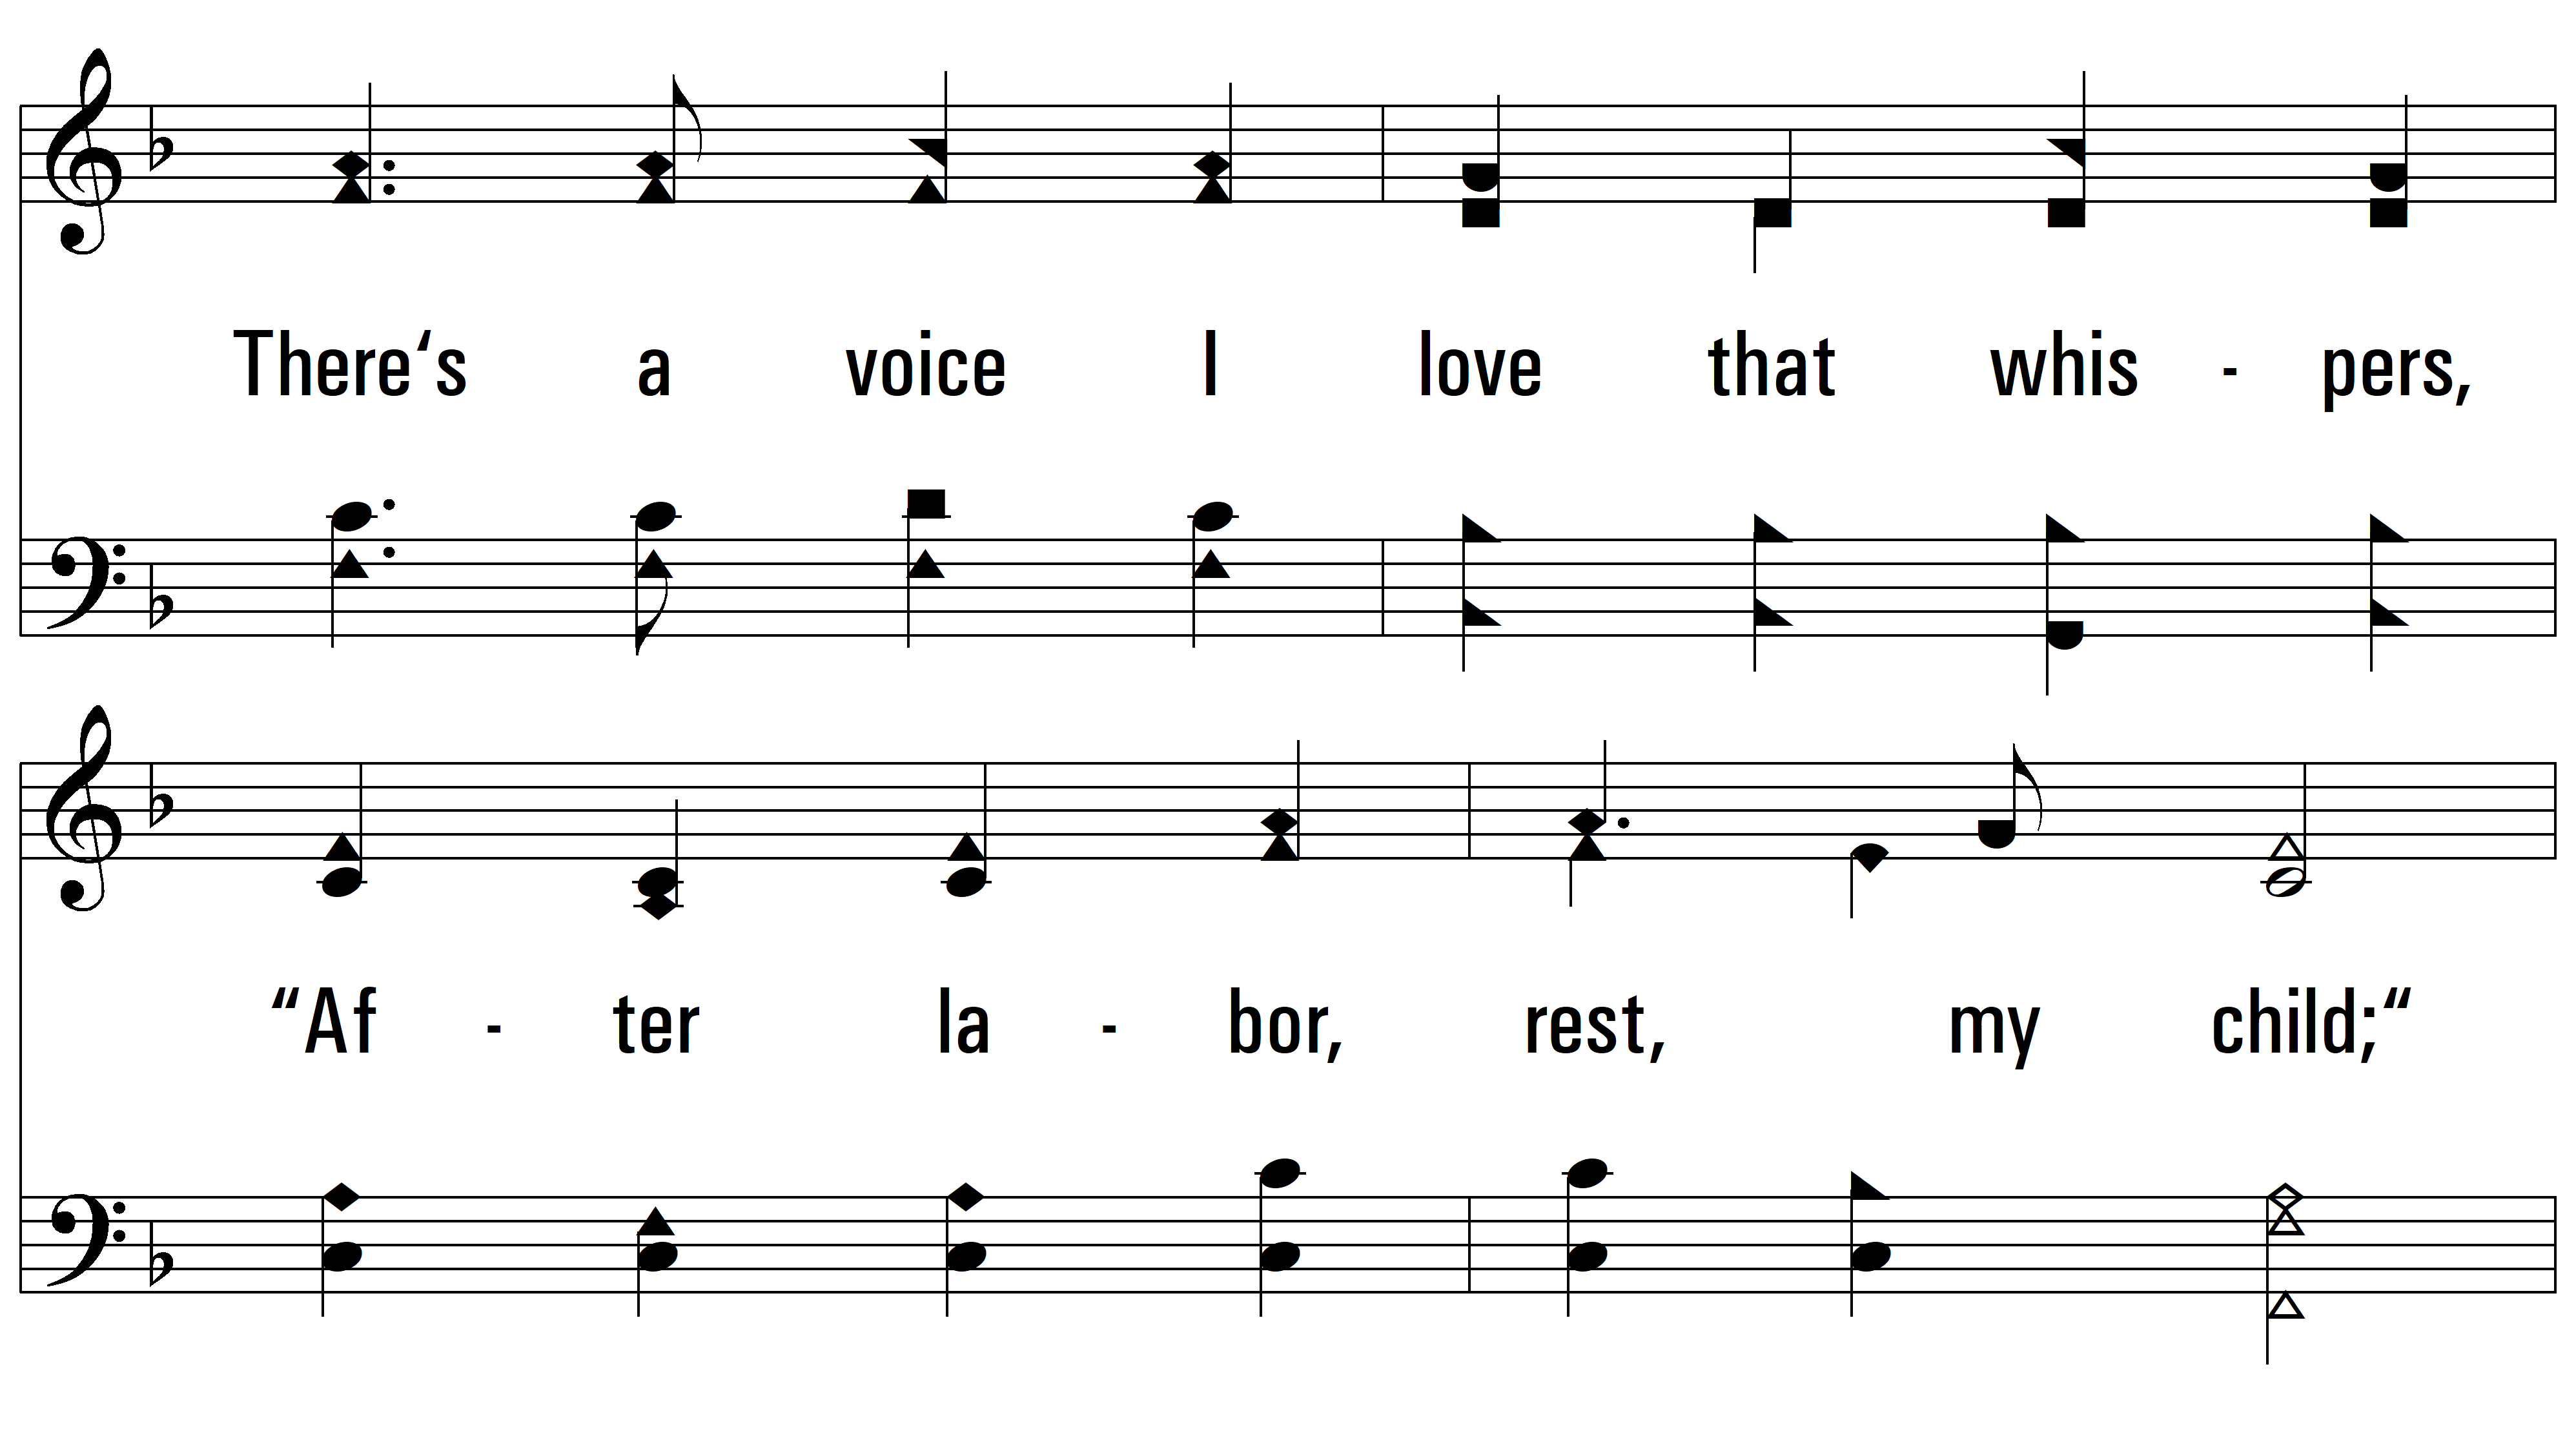 There‘s a voice I love that whis - pers,
“Af - ter la - bor, rest, my child;“